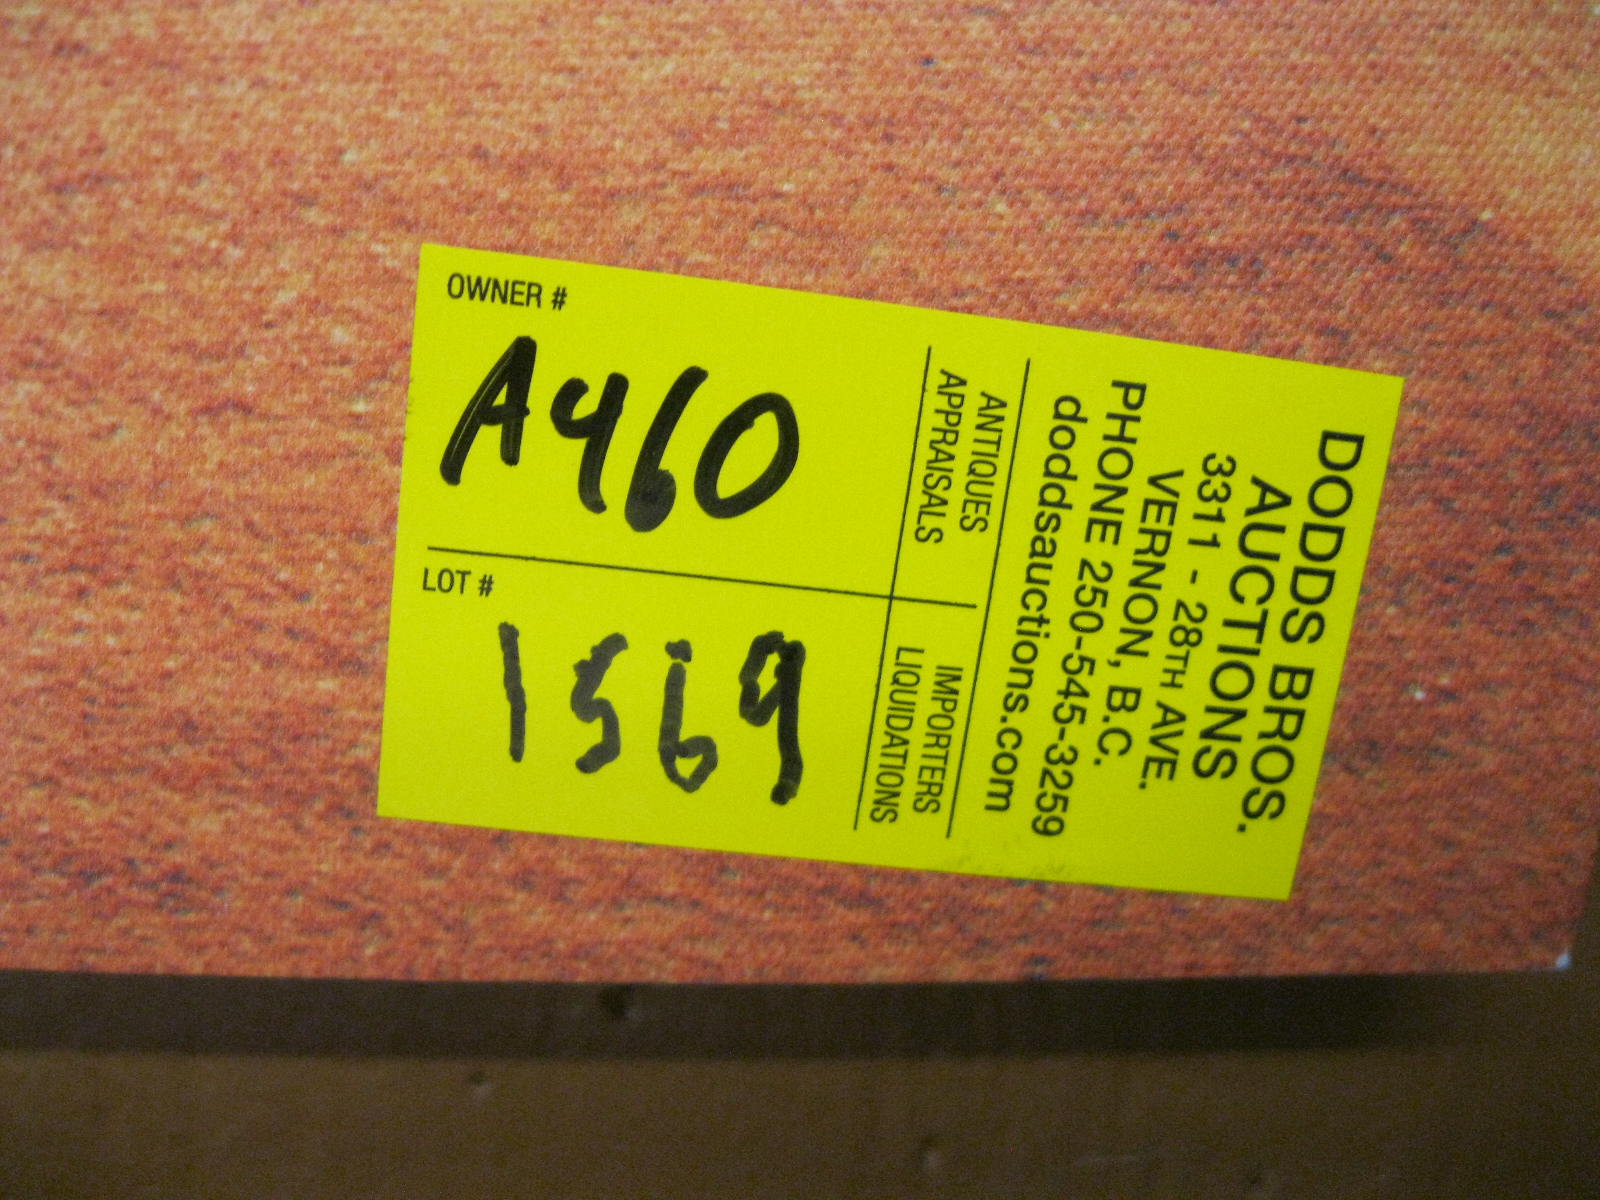 OWNER #
A460
LOT #
1569
ANTIQUES
APPRAISALS
IMPORTERS
LIQUIDATIONS
DODDS BROS.
AUCTIONS
3311 - 28TH AVE.
VERNON, B.C.
PHONE 250-545-3259
doddsauctions.com